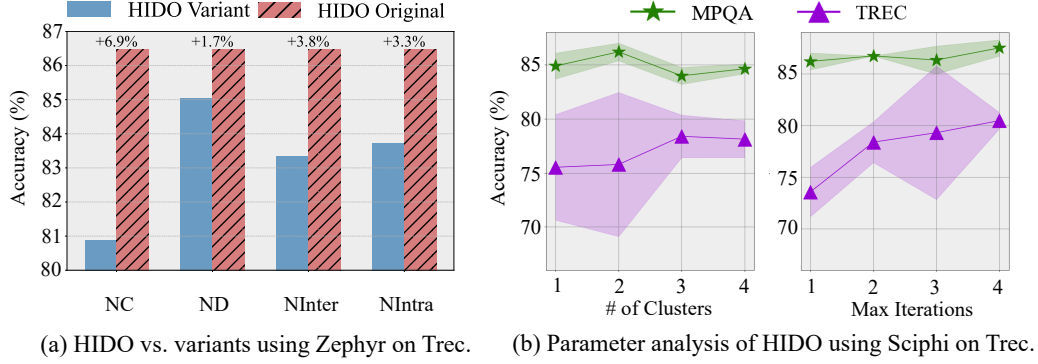 HIDO Variant HIDO Original
87
86
85
84
83
82
81
80
Accuracy (%)
+6.9% +1.7% +3.8% +3.3%
NC ND NInter NIntra
(a) HIDO vs. variants using Zephyr on Trec.
MPQA TREC
85
80
75
70
Accuracy (%)
1 2 3 4
# of Clusters
85
80
75
70
1 2 3 4
Max Iterations
(b) Parameter analysis of HIDO using Sciphi on Trec.